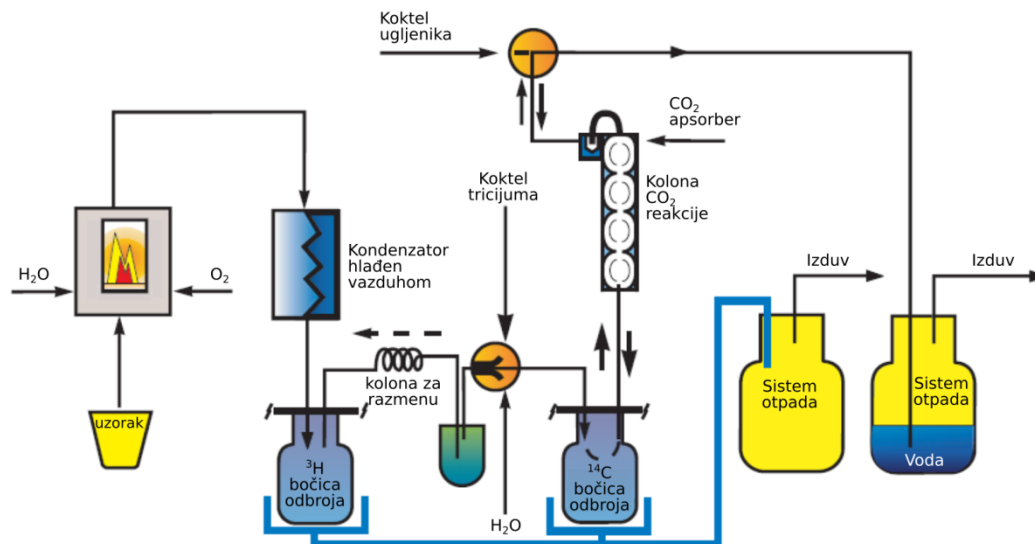 Koktel
ugljenika
CO₂
apsorber
Koktel
tricijuma
Kolona
CO₂
reakcije
Kondenzator
hlađen
vazduhom
H₂O
O₂
Izduv
Izduv
kolona za
razmenu
uzorak
Sistem
otpada
Sistem
otpada
Voda
³H
bočica
odbroja
¹⁴C
bočica
odbroja
H₂O